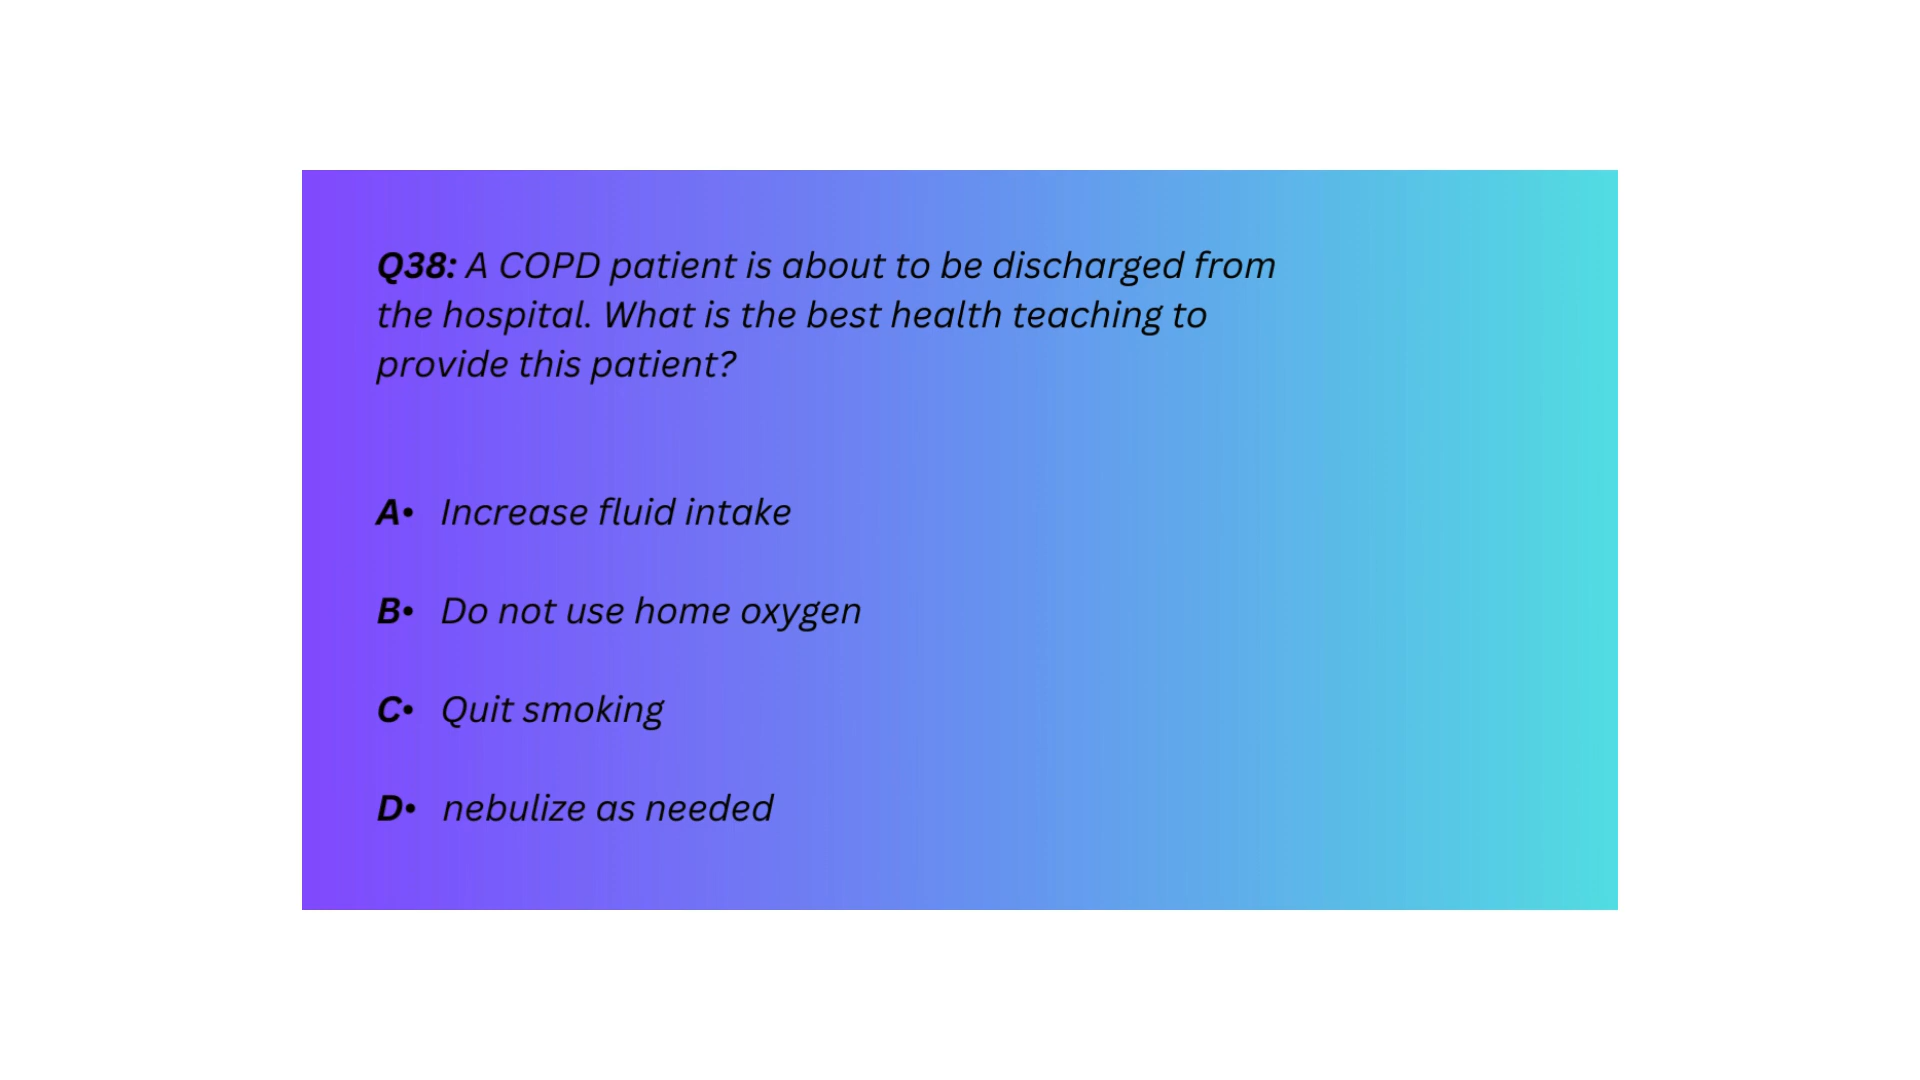 Q38: A COPD patient is about to be discharged from
the hospital. What is the best health teaching to
provide this patient?
A• Increase fluid intake
B• Do not use home oxygen
C• Quit smoking
D• nebulize as needed